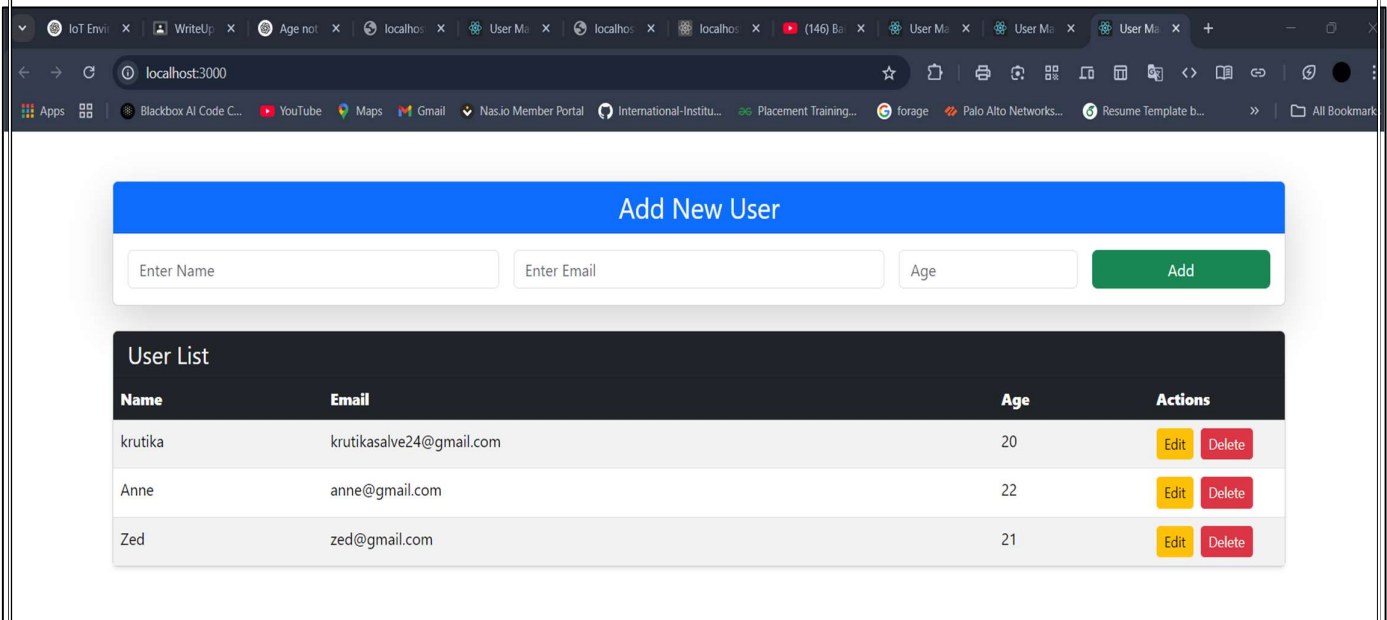 IoT Envir WriteUp Age not localhos User Ma localhos localhos (146) Ba User Ma User Ma User Ma
localhost:3000
Apps Blackbox AI Code C... YouTube Maps Gmail Nas.io Member Portal International-Institu... Placement Training... forage Palo Alto Networks... Resume Template b... » All Bookmark
Add New User
Enter Name Enter Email Age Add
User List
Name Email Age Actions
krutika krutikasalve24@gmail.com 20 Edit Delete
Anne anne@gmail.com 22 Edit Delete
Zed zed@gmail.com 21 Edit Delete